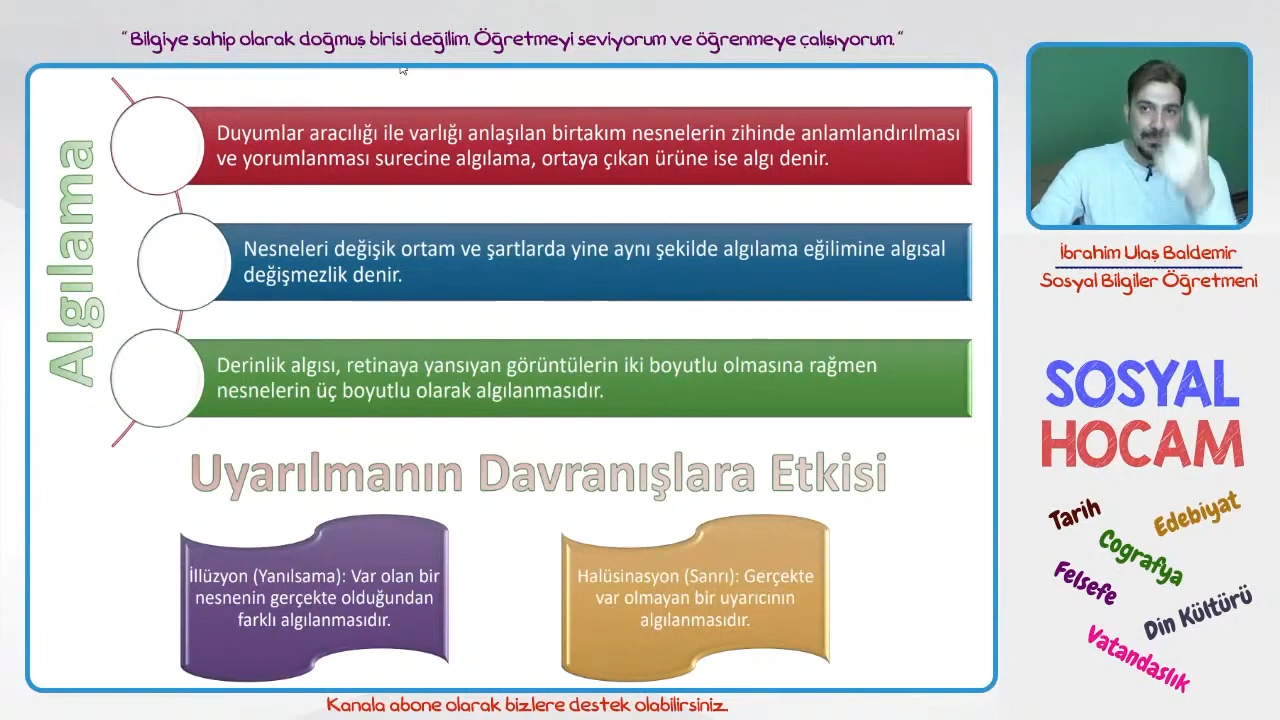 “ Bilgiye sahip olarak doğmuş birisi değilim. Öğretmeyi seviyorum ve öğrenmeye çalışıyorum. ”
Algılama
Duyumlar aracılığı ile varlığı anlaşılan birtakım nesnelerin zihinde anlamlandırılması
ve yorumlanması surecine algılama, ortaya çıkan ürüne ise algı denir.
Nesneleri değişik ortam ve şartlarda yine aynı şekilde algılama eğilimine algısal
değişmezlik denir.
Derinlik algısı, retinaya yansıyan görüntülerin iki boyutlu olmasına rağmen
nesnelerin üç boyutlu olarak algılanmasıdır.
Uyarılmanın Davranışlara Etkisi
İllüzyon (Yanılsama): Var olan bir
nesnenin gerçekte olduğundan
farklı algılanmasıdır.
Halüsinasyon (Sanrı): Gerçekte
var olmayan bir uyarıcının
algılanmasıdır.
İbrahim Ulaş Baldemir
Sosyal Bilgiler Öğretmeni
SOSYAL
HOCAM
Tarih
Edebiyat
Coğrafya
Felsefe
Din Kültürü
Vatandaslık
Kanala abone olarak bizlere destek olabilirsiniz.